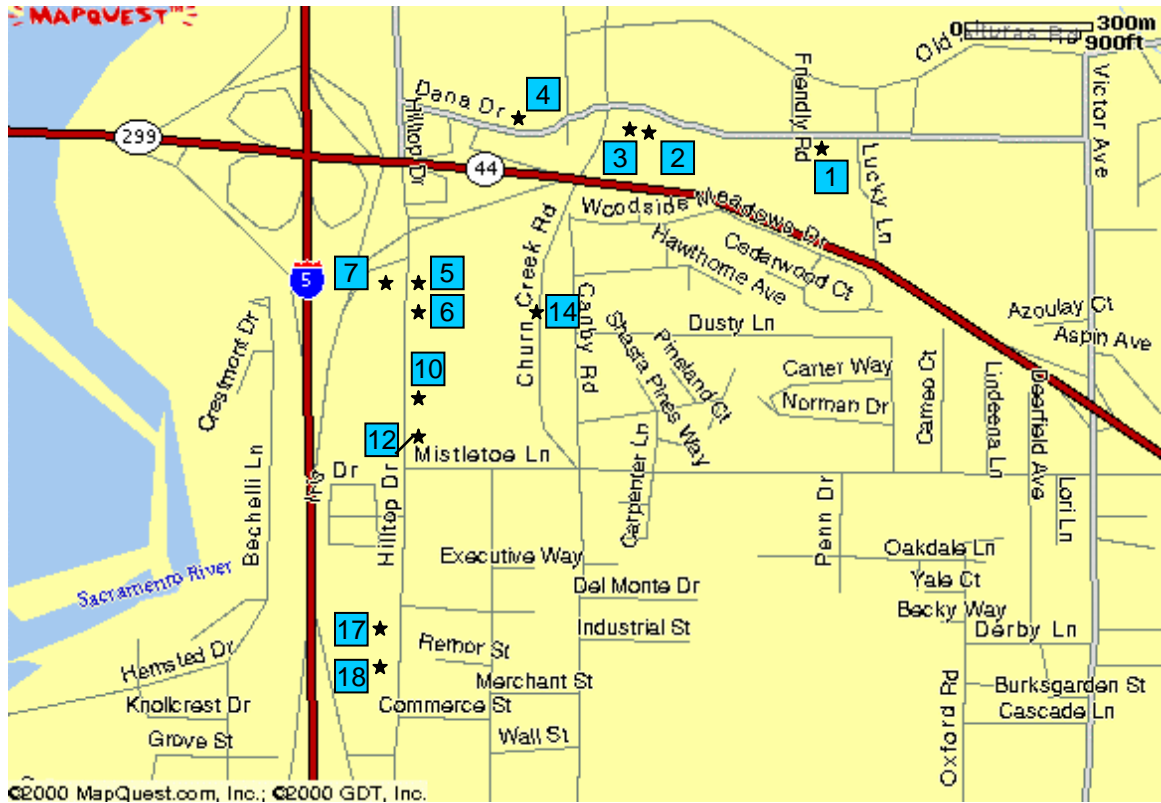 MAPQUEST™
0 300m
900ft
Old Alturas Rd
Friendly Rd
Victor Ave
Dana Dr
4
Hilltop Dr
299
44
3
2
1
Lucky Ln
Woodside Meadows Dr
Hawthorne Ave
Cedarwood Ct
Churn Creek Rd
5
7
5
6
14
Canby Rd
Dusty Ln
Azoulay Ct
Aspin Ave
Crestmont Dr
Shasta Pines Way
Pineland Ct
10
Carter Way
Norman Dr
Cameo Ct
Lindeena Ln
Deerfield Ave
12
Mistletoe Ln
Dr
Bechelli Ln
Hilltop Dr
Carpenter Ln
Penn Dr
Lori Ln
Executive Way
Oakdale Ln
Sacramento River
Del Monte Dr
Yale Ct
Becky Way
17
Industrial St
Derby Ln
Hemsted Dr
Remor St
18
Merchant St
Burksgarden St
Knollcrest Dr
Commerce St
Cascade Ln
Oxford Rd
Grove St
Wall St
©2000 MapQuest.com, Inc.; ©2000 GDT, Inc.